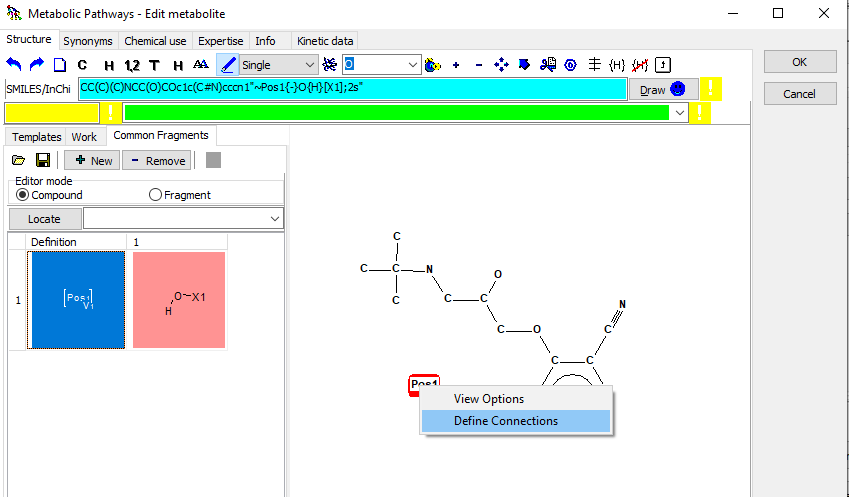 Metabolic Pathways - Edit metabolite
Structure Synonyms Chemical use Expertise Info Kinetic data
C H 1,2 T H AA Single O + - {H} {H}
OK
SMILES/InChi CC(C)(C)NCC(O)COc1c(C#N)cccn1"~Pos1{-}O{H}[X1];2s" Draw !
Cancel
! !
Templates Work Common Fragments
+ New - Remove
Editor mode
Compound Fragment
Locate
Definition 1
1 [Pos1]V1 O X1 H
C
C C N O
C C C N
C O C
C C
Pos1
View Options
Define Connections